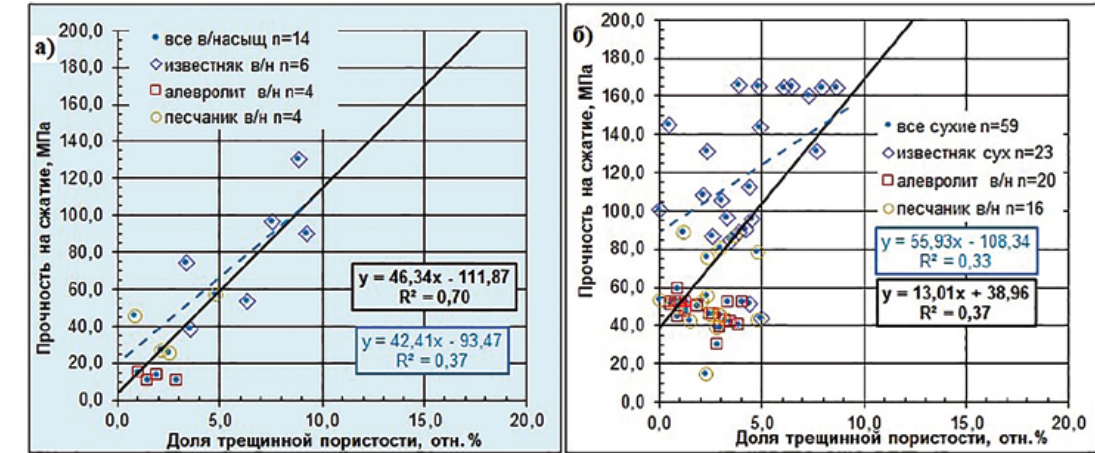 а)
200,0
180,0
160,0
140,0
120,0
100,0
80,0
60,0
40,0
20,0
0,0
Прочность на сжатие, МПа
все в/насыщ n=14
известняк в/н n=6
алевролит в/н n=4
песчаник в/н n=4
y = 46,34x - 111,87
R² = 0,70
y = 42,41x - 93,47
R² = 0,37
0,0 5,0 10,0 15,0 20,0
Доля трещинной пористости, отн.%
б)
200,0
180,0
160,0
140,0
120,0
100,0
80,0
60,0
40,0
20,0
0,0
Прочность на сжатие, МПа
все сухие n=59
известняк сух n=23
алевролит в/н n=20
песчаник в/н n=16
y = 55,93x - 108,34
R² = 0,33
y = 13,01x + 38,96
R² = 0,37
0,0 5,0 10,0 15,0 20,0
Доля трещинной пористости, отн.%